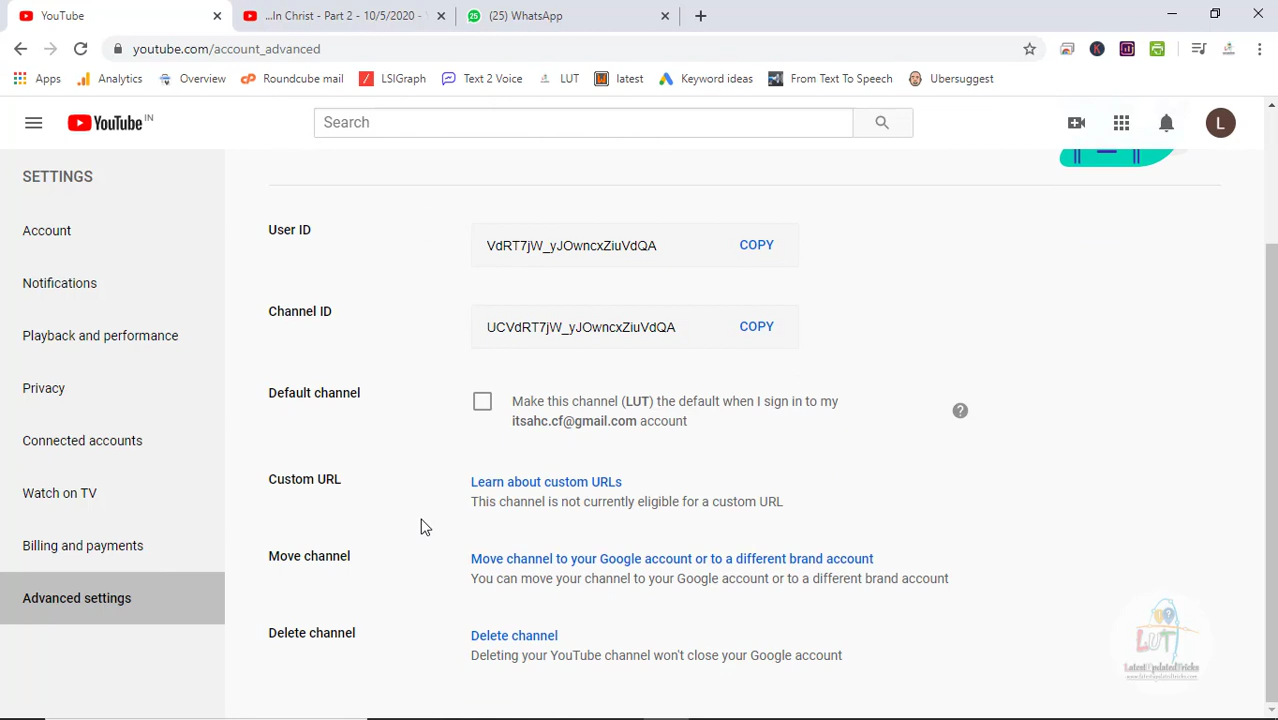 YouTube
...In Christ - Part 2 - 10/5/2020 -
(25) WhatsApp
youtube.com/account_advanced
Apps
Analytics
Overview
Roundcube mail
LSIGraph
Text 2 Voice
LUT
latest
Keyword ideas
From Text To Speech
Ubersuggest
YouTube IN
Search
L
SETTINGS
Account
Notifications
Playback and performance
Privacy
Connected accounts
Watch on TV
Billing and payments
Advanced settings
User ID
VdRT7jW_yJOwncxZiuVdQA
COPY
Channel ID
UCVdRT7jW_yJOwncxZiuVdQA
COPY
Default channel
Make this channel (LUT) the default when I sign in to my
itsahc.cf@gmail.com account
Custom URL
Learn about custom URLs
This channel is not currently eligible for a custom URL
Move channel
Move channel to your Google account or to a different brand account
You can move your channel to your Google account or to a different brand account
Delete channel
Delete channel
Deleting your YouTube channel won't close your Google account
LUT
LatestUpdatedTricks
www.latestupdatedtricks.com